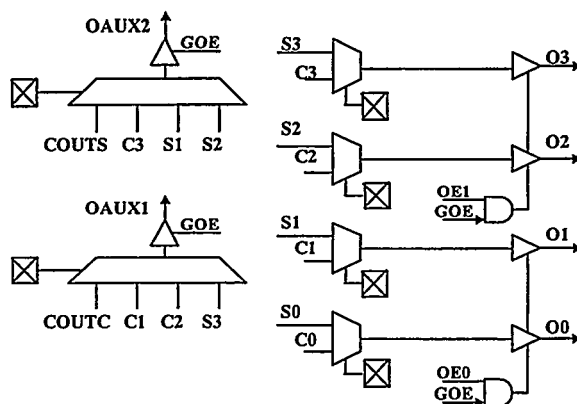 OAUX2
GOE
COUTS C3 S1 S2
OAUX1
GOE
COUTC C1 C2 S3
S3
C3
O3
S2
C2
O2
OE1
GOE
S1
C1
O1
S0
C0
O0
OE0
GOE